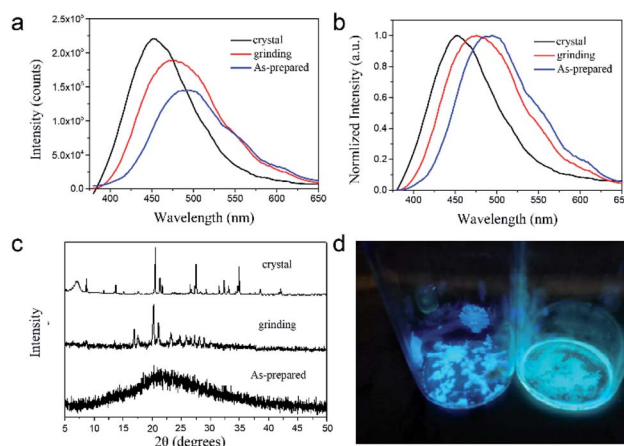 a
2.5x10⁵
2.0x10⁵
1.5x10⁵
1.0x10⁵
5.0x10⁴
0.0
Intensity (counts)
crystal
grinding
As-prepared
400 450 500 550 600 650
Wavelength (nm)
b
1.0
0.8
0.6
0.4
0.2
0.0
Normlized Intensity (a.u.)
crystal
grinding
As-prepared
400 450 500 550 600 650
Wavelength (nm)
c
Intensity
crystal
grinding
As-prepared
5 10 15 20 25 30 35 40 45 50
2θ (degrees)
d